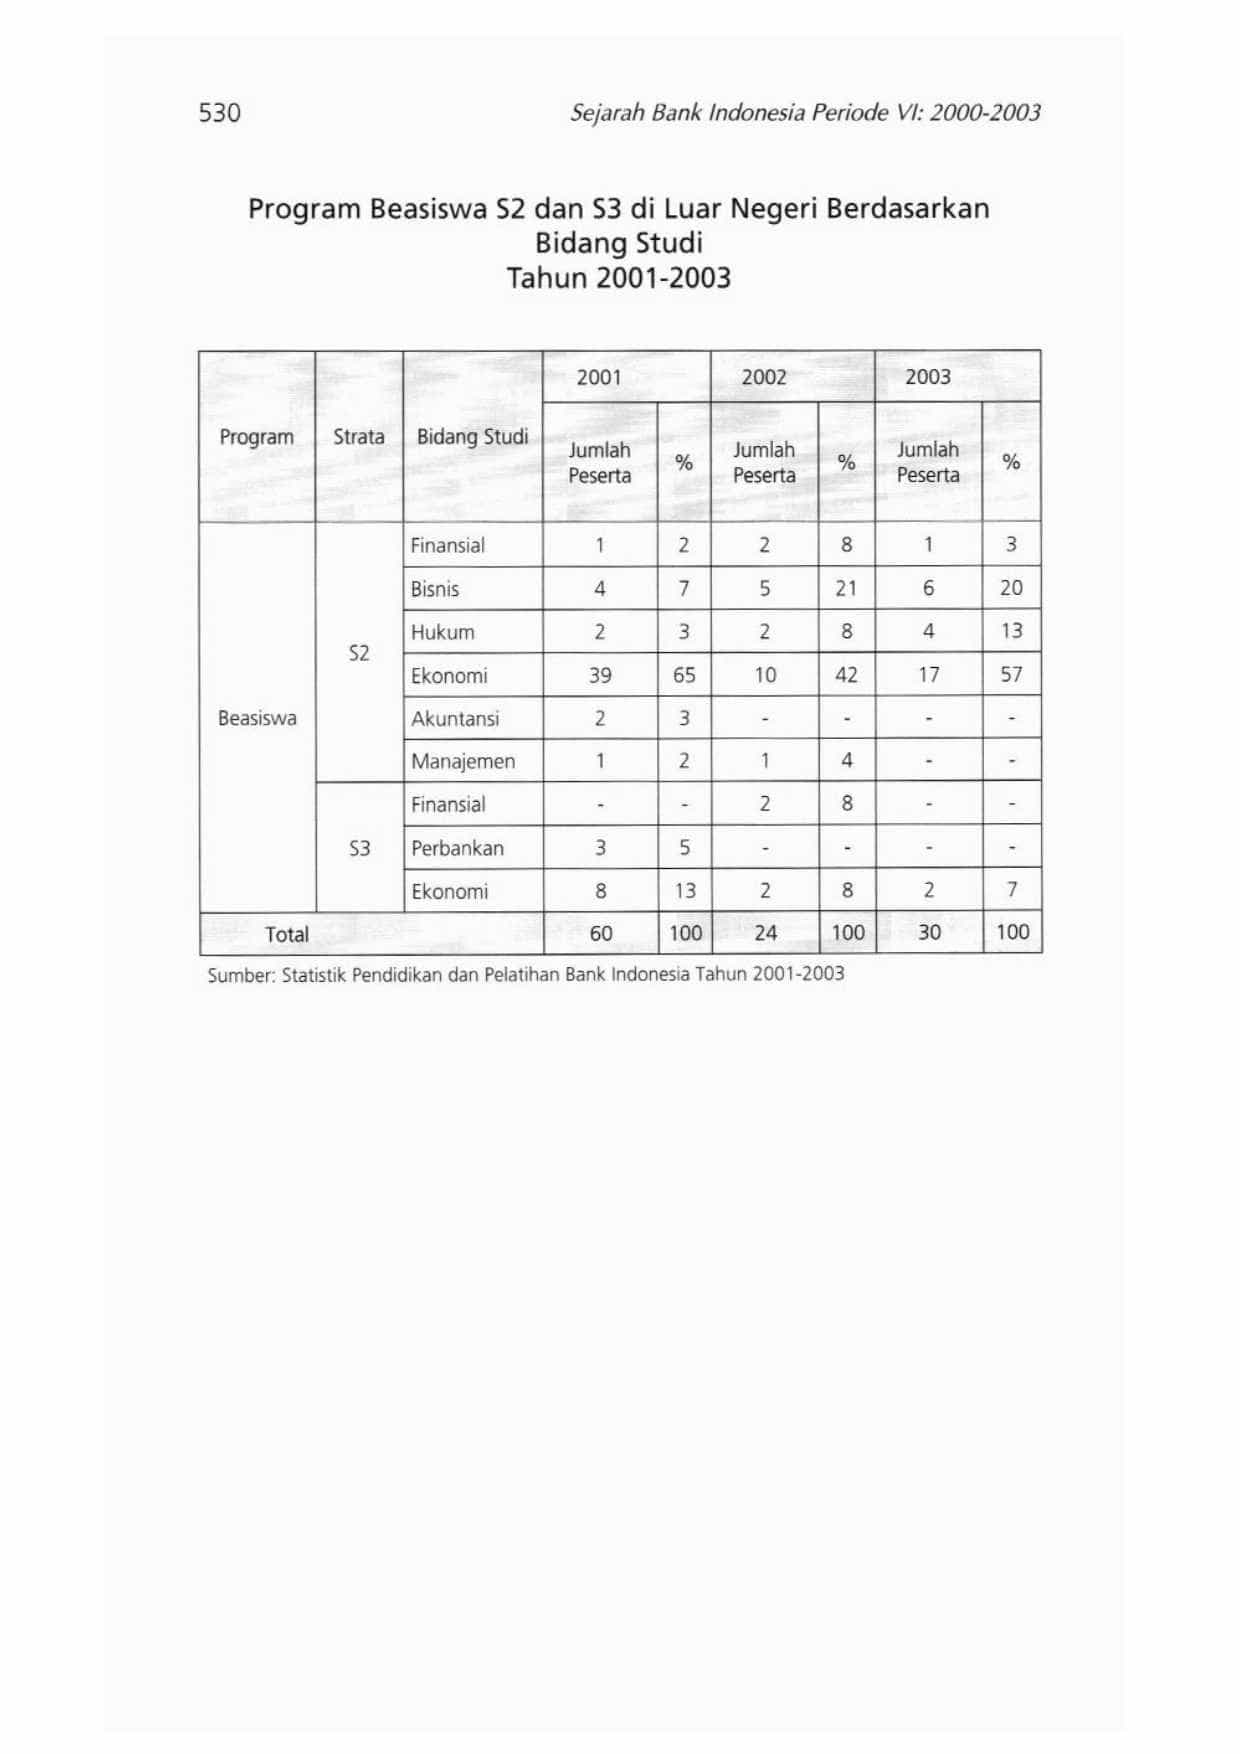 530 Sejarah Bank Indonesia Periode VI: 2000-2003
Program Beasiswa S2 dan S3 di Luar Negeri Berdasarkan
Bidang Studi
Tahun 2001-2003
Program Strata Bidang Studi 2001 2002 2003
Jumlah Peserta % Jumlah Peserta % Jumlah Peserta %
Beasiswa S2 Finansial 1 2 2 8 1 3
Bisnis 4 7 5 21 6 20
Hukum 2 3 2 8 4 13
Ekonomi 39 65 10 42 17 57
Akuntansi 2 3 - - - -
Manajemen 1 2 1 4 - -
S3 Finansial - - 2 8 - -
Perbankan 3 5 - - - -
Ekonomi 8 13 2 8 2 7
Total 60 100 24 100 30 100
Sumber: Statistik Pendidikan dan Pelatihan Bank Indonesia Tahun 2001-2003